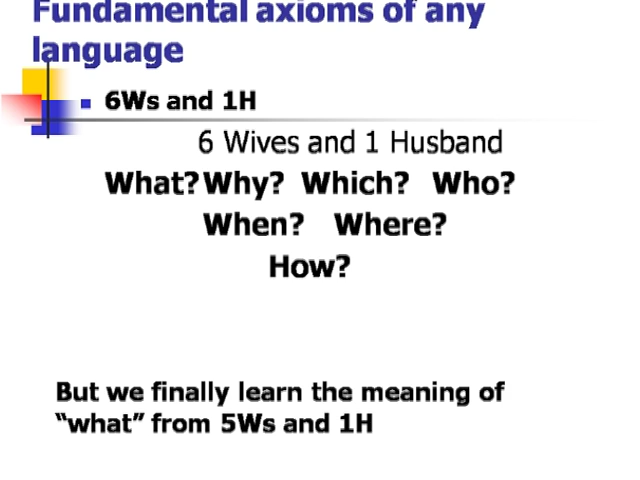 Fundamental axioms of any
language
6Ws and 1H
6 Wives and 1 Husband
What? Why? Which? Who?
When? Where?
How?
But we finally learn the meaning of
“what” from 5Ws and 1H